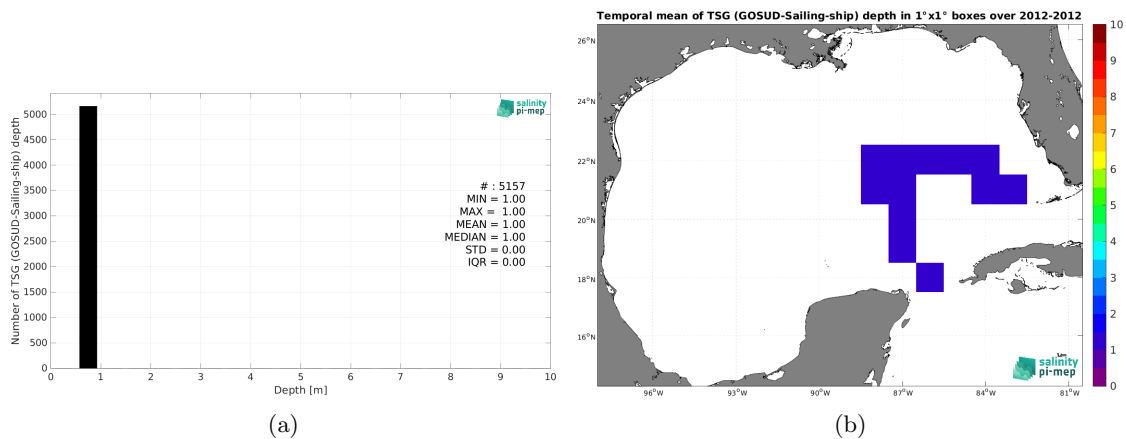 Number of TSG (GOSUD-Sailing-ship) depth
5000
4500
4000
3500
3000
2500
2000
1500
1000
500
0
0 1 2 3 4 5 6 7 8 9 10
Depth [m]
salinity
pi-mep
# : 5157
MIN = 1.00
MAX = 1.00
MEAN = 1.00
MEDIAN = 1.00
STD = 0.00
IQR = 0.00
(a)
Temporal mean of TSG (GOSUD-Sailing-ship) depth in 1°x1° boxes over 2012-2012
26°N
24°N
22°N
20°N
18°N
16°N
96°W 93°W 90°W 87°W 84°W 81°W
salinity
pi-mep
10
9
8
7
6
5
4
3
2
1
0
(b)